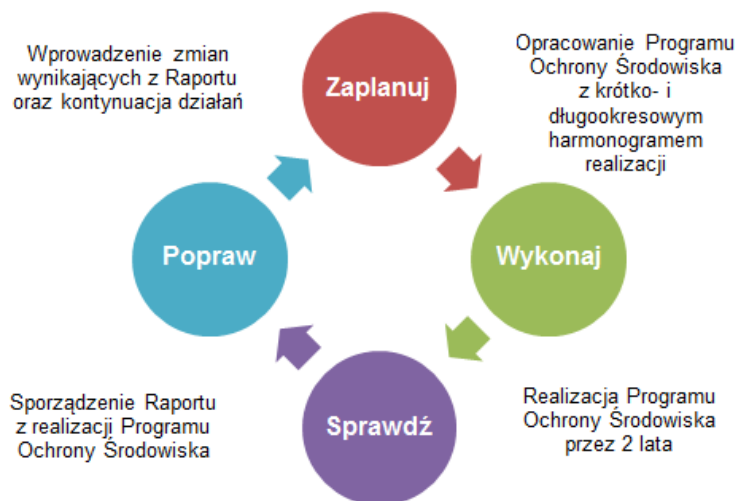 Wprowadzenie zmian
wynikających z Raportu
oraz kontynuacja działań
Zaplanuj
Opracowanie Programu
Ochrony Środowiska
z krótko- i
długookresowym
harmonogramem
realizacji
Popraw
Wykonaj
Sporządzenie Raportu
z realizacji Programu
Ochrony Środowiska
Sprawdź
Realizacja Programu
Ochrony Środowiska
przez 2 lata